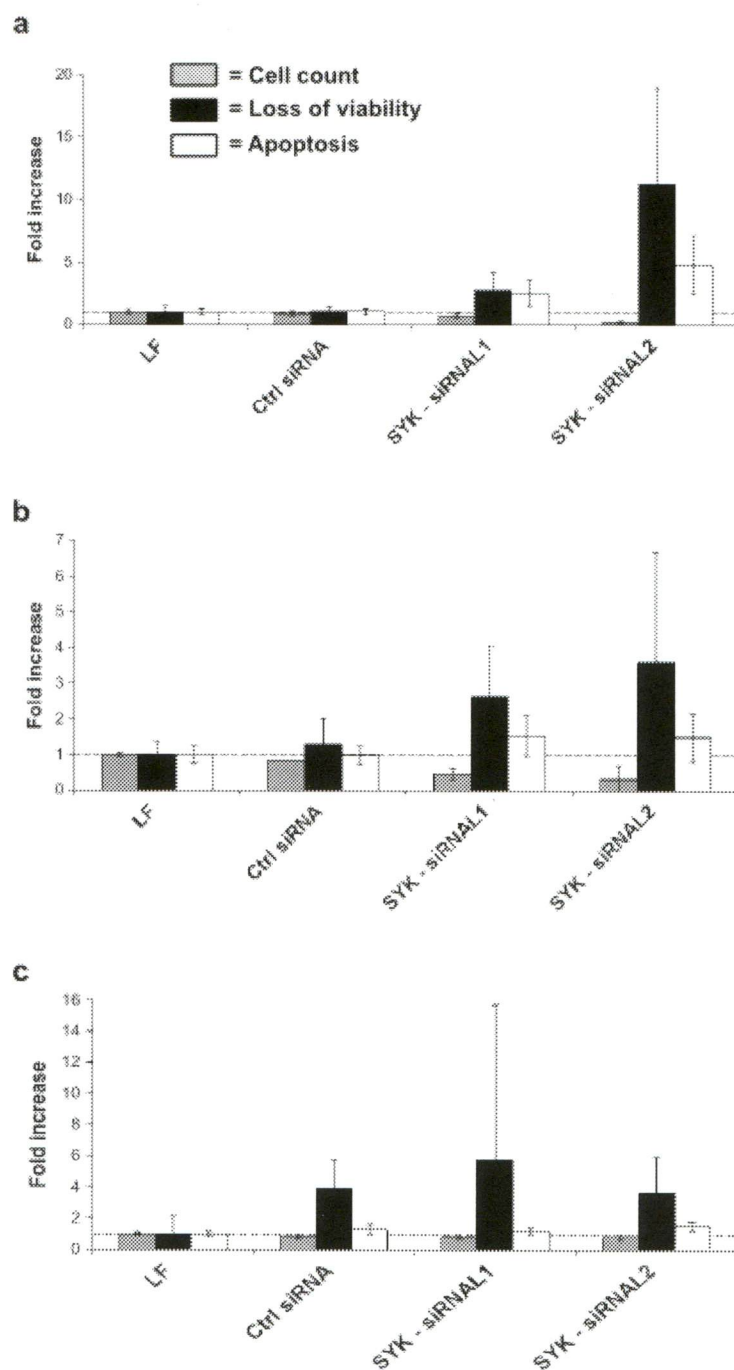 a
20
15
10
5
0
Fold increase
= Cell count
= Loss of viability
= Apoptosis
LF
Ctrl siRNA
SYK - siRNAL1
SYK - siRNAL2
b
7
6
5
4
3
2
1
0
Fold increase
LF
Ctrl siRNA
SYK - siRNAL1
SYK - siRNAL2
c
16
14
12
10
8
6
4
2
0
Fold increase
LF
Ctrl siRNA
SYK - siRNAL1
SYK - siRNAL2